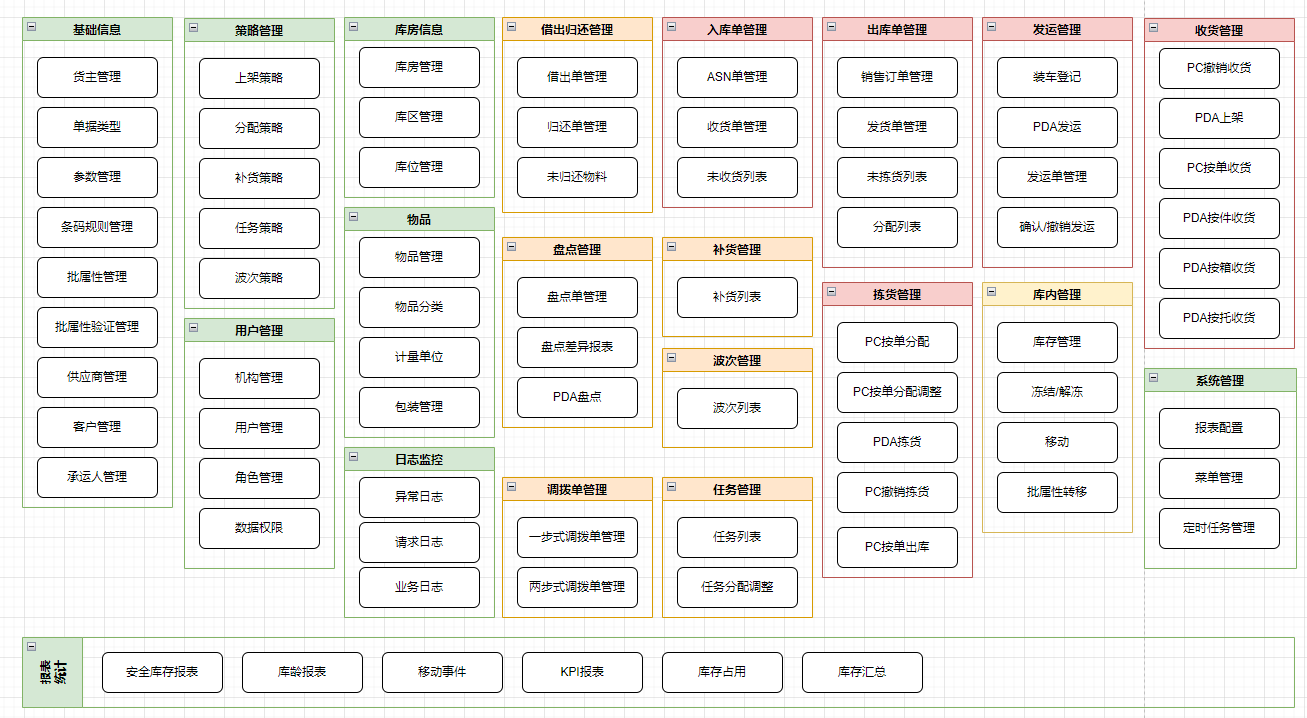 基础信息
货主管理
单据类型
参数管理
条码规则管理
批属性管理
批属性验证管理
供应商管理
客户管理
承运人管理
策略管理
上架策略
分配策略
补货策略
任务策略
波次策略
用户管理
机构管理
用户管理
角色管理
数据权限
库房信息
库房管理
库区管理
库位管理
物品
物品管理
物品分类
计量单位
包装管理
日志监控
异常日志
请求日志
业务日志
借出归还管理
借出单管理
归还单管理
未归还物料
盘点管理
盘点单管理
盘点差异报表
PDA盘点
调拨单管理
一步式调拨单管理
两步式调拨单管理
入库单管理
ASN单管理
收货单管理
未收货列表
补货管理
补货列表
波次管理
波次列表
任务管理
任务列表
任务分配调整
出库单管理
销售订单管理
发货单管理
未拣货列表
分配列表
拣货管理
PC按单分配
PC按单分配调整
PDA拣货
PC撤销拣货
PC按单出库
发运管理
装车登记
PDA发运
发运单管理
确认/撤销发运
库内管理
库存管理
冻结/解冻
移动
批属性转移
收货管理
PC撤销收货
PDA上架
PC按单收货
PDA按件收货
PDA按箱收货
PDA按托收货
系统管理
报表配置
菜单管理
定时任务管理
报表
统计
安全库存报表
库龄报表
移动事件
KPI报表
库存占用
库存汇总